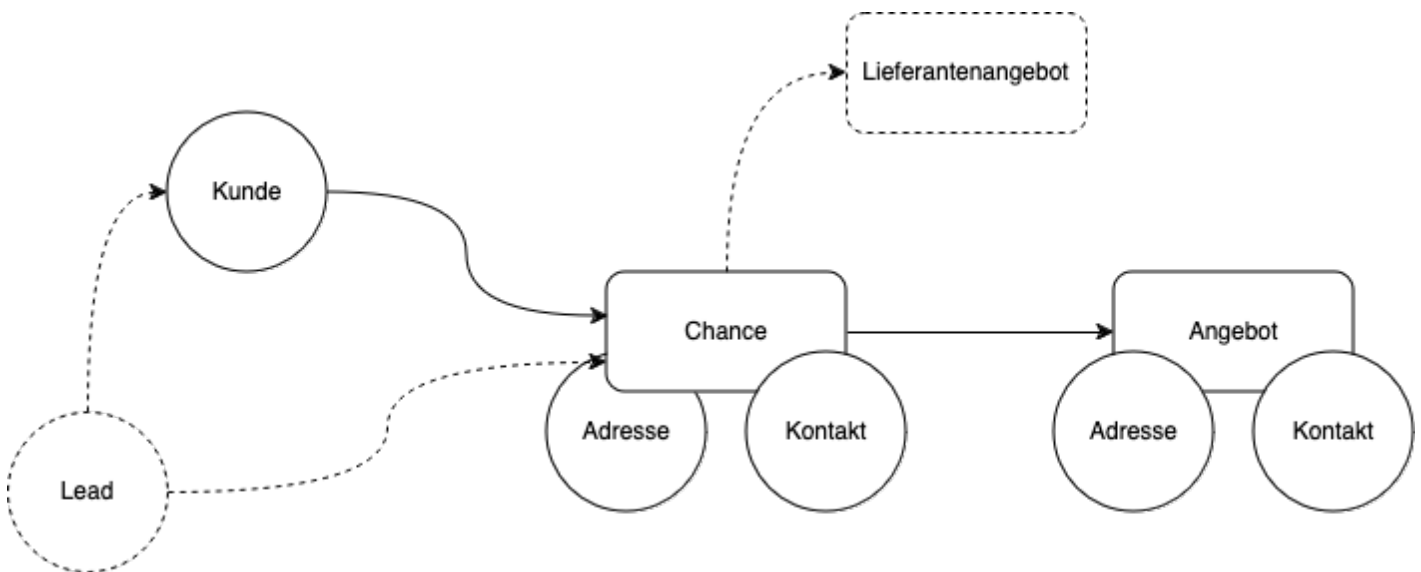 Lieferantenangebot
Kunde
Chance
Angebot
Adresse
Kontakt
Adresse
Kontakt
Lead